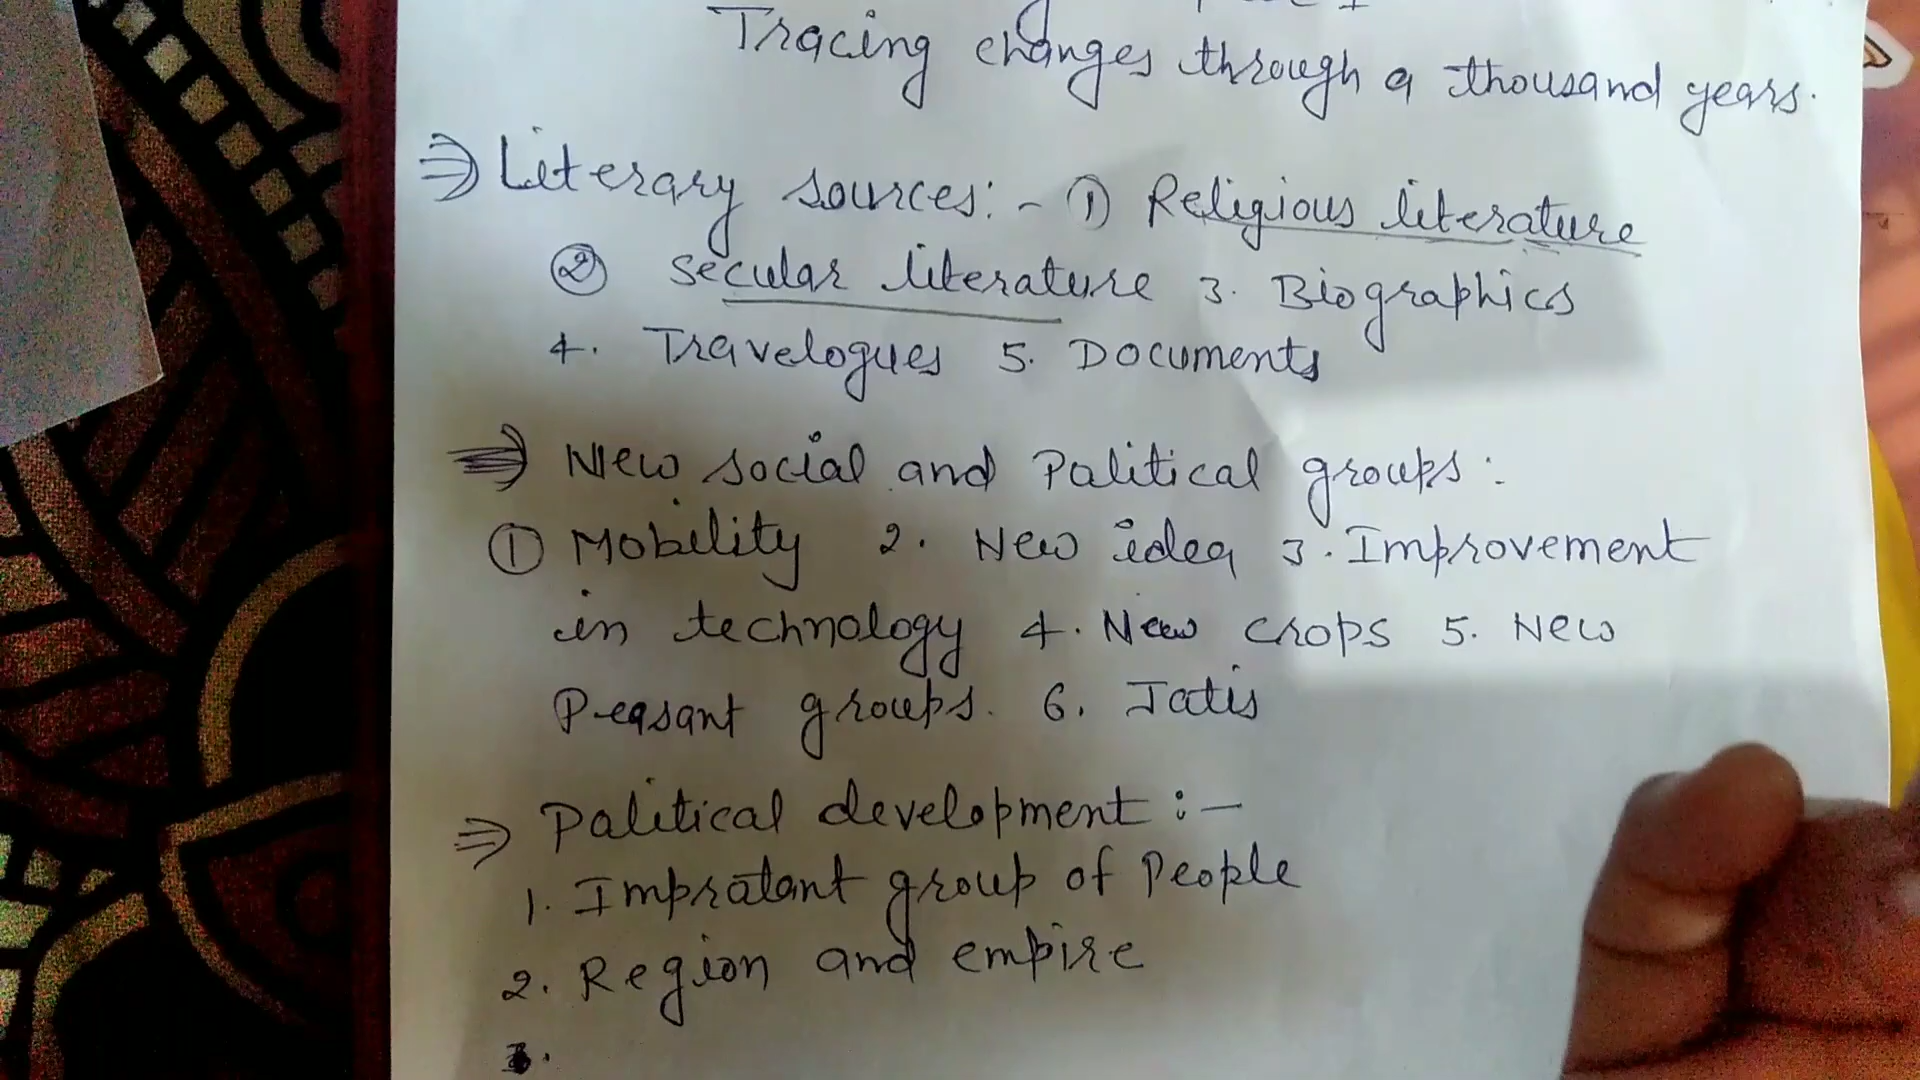 Tracing changes through a thousand years.
⇒ Literary sources:- ① Religious literature
② secular literature 3. Biographics
4. Travelogues 5. Documents
⇒ New social and Palitical groups:
① Mobility 2. New idea 3. Improvement
in technology 4. New crops 5. New
Peasant groups. 6. Jatis
⇒ Palitical development :-
1. Impratant group of People
2. Region and empire
3.